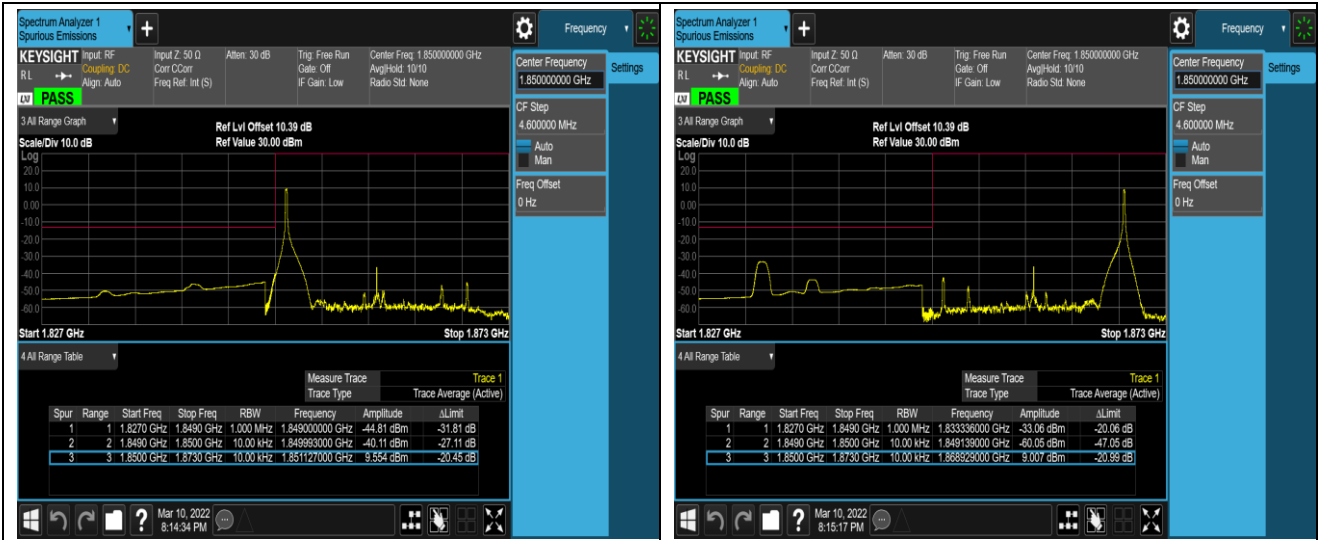 Spectrum Analyzer 1
Spurious Emissions
+
Frequency
KEYSIGHT Input: RF Input Z: 50 Ω Atten: 30 dB Trig: Free Run Center Freq: 1.850000000 GHz
RL Coupling: DC Corr CCorr Gate: Off Avg|Hold: 10/10
Align: Auto Freq Ref: Int (S) IF Gain: Low Radio Std: None
LXI PASS
Center Frequency
1.850000000 GHz
Settings
CF Step
4.600000 MHz
Auto
Man
Freq Offset
0 Hz
3 All Range Graph
Ref Lvl Offset 10.39 dB
Scale/Div 10.0 dB Ref Value 30.00 dBm
Log
20.0
10.0
0.00
-10.0
-20.0
-30.0
-40.0
-50.0
-60.0
Start 1.827 GHz Stop 1.873 GHz
4 All Range Table
Measure Trace Trace 1
Trace Type Trace Average (Active)
Spur Range Start Freq Stop Freq RBW Frequency Amplitude ΔLimit
1 1 1.8270 GHz 1.8490 GHz 1.000 MHz 1.849000000 GHz -44.81 dBm -31.81 dB
2 2 1.8490 GHz 1.8500 GHz 10.00 kHz 1.849993000 GHz -40.11 dBm -27.11 dB
3 3 1.8500 GHz 1.8730 GHz 10.00 kHz 1.851127000 GHz 9.554 dBm -20.45 dB
? Mar 10, 2022
8:14:34 PM
Spectrum Analyzer 1
Spurious Emissions
+
Frequency
KEYSIGHT Input: RF Input Z: 50 Ω Atten: 30 dB Trig: Free Run Center Freq: 1.850000000 GHz
RL Coupling: DC Corr CCorr Gate: Off Avg|Hold: 10/10
Align: Auto Freq Ref: Int (S) IF Gain: Low Radio Std: None
LXI PASS
Center Frequency
1.850000000 GHz
Settings
CF Step
4.600000 MHz
Auto
Man
Freq Offset
0 Hz
3 All Range Graph
Ref Lvl Offset 10.39 dB
Scale/Div 10.0 dB Ref Value 30.00 dBm
Log
20.0
10.0
0.00
-10.0
-20.0
-30.0
-40.0
-50.0
-60.0
Start 1.827 GHz Stop 1.873 GHz
4 All Range Table
Measure Trace Trace 1
Trace Type Trace Average (Active)
Spur Range Start Freq Stop Freq RBW Frequency Amplitude ΔLimit
1 1 1.8270 GHz 1.8490 GHz 1.000 MHz 1.833336000 GHz -33.06 dBm -20.06 dB
2 2 1.8490 GHz 1.8500 GHz 10.00 kHz 1.849139000 GHz -60.05 dBm -47.05 dB
3 3 1.8500 GHz 1.8730 GHz 10.00 kHz 1.868929000 GHz 9.007 dBm -20.99 dB
? Mar 10, 2022
8:15:17 PM